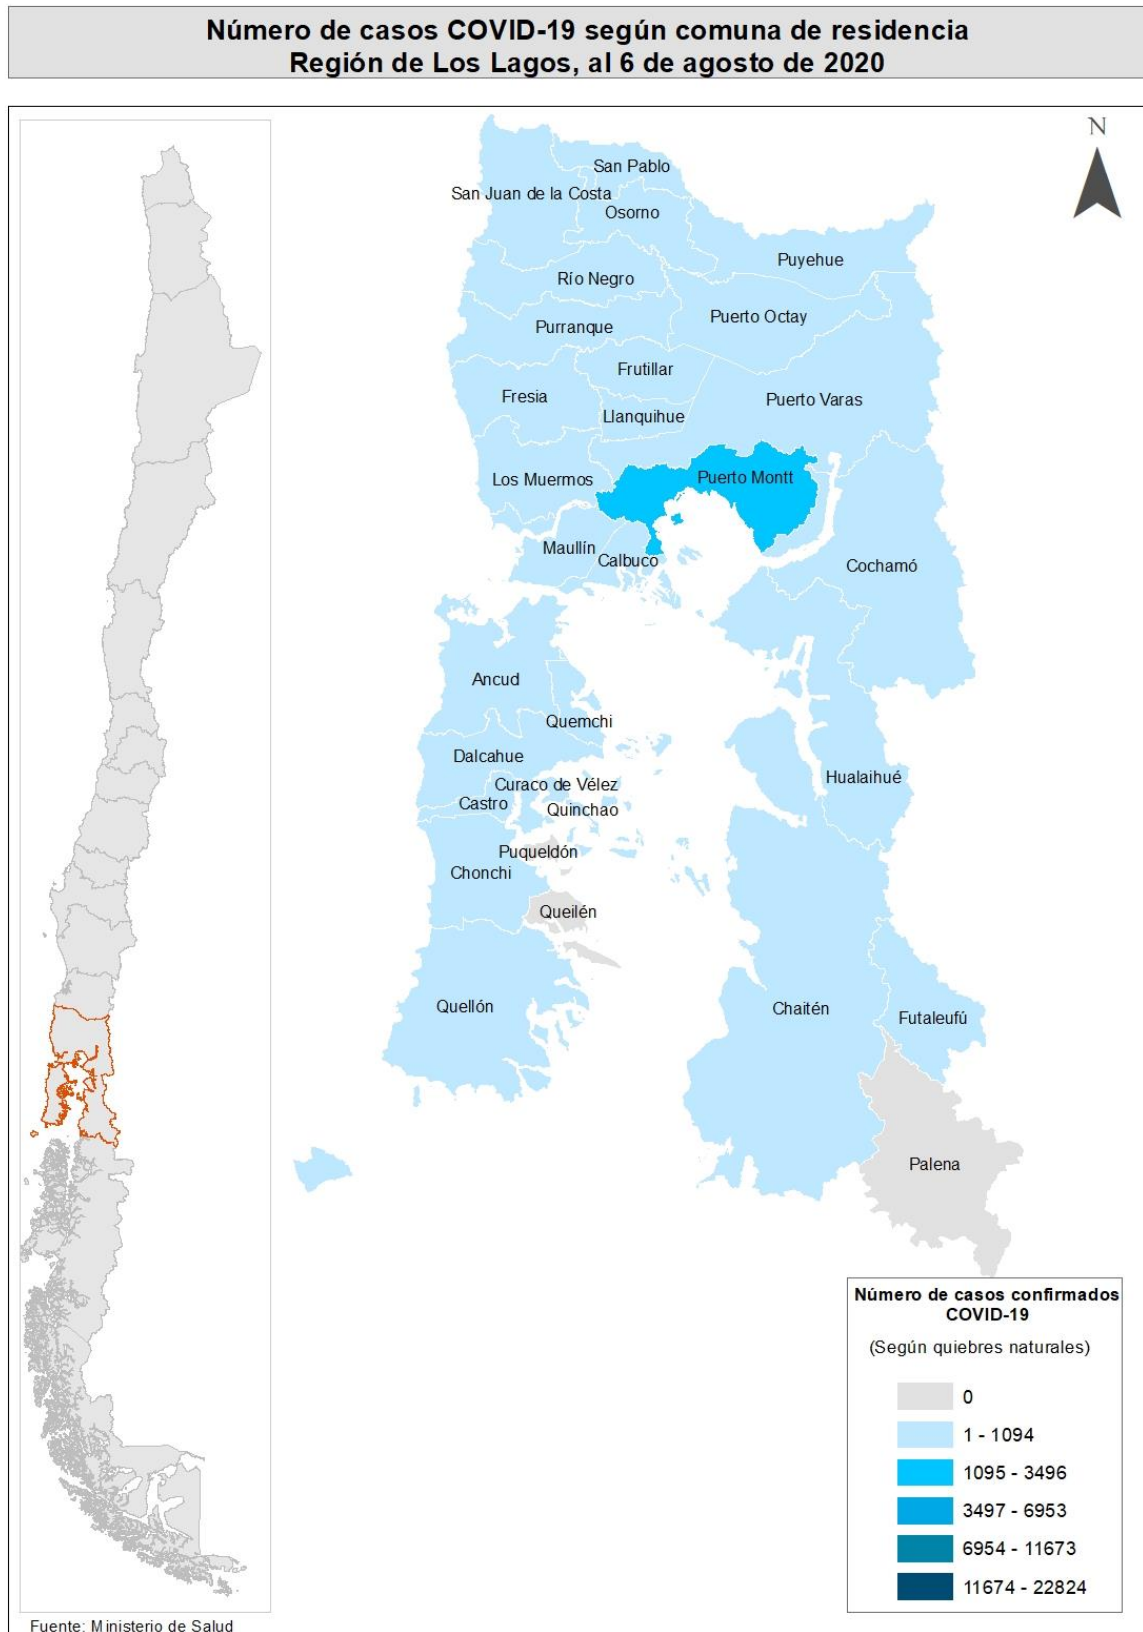 Número de casos COVID-19 según comuna de residencia
Región de Los Lagos, al 6 de agosto de 2020
N
San Pablo
San Juan de la Costa
Osorno
Puyehue
Río Negro
Puerto Octay
Purranque
Frutillar
Fresia
Puerto Varas
Llanquihue
Los Muermos
Puerto Montt
Maullín
Calbuco
Cochamó
Ancud
Quemchi
Dalcahue
Hualaihué
Curaco de Vélez
Castro
Quinchao
Puqueldón
Chonchi
Queilén
Quellón
Chaitén
Futaleufú
Palena
Número de casos confirmados
COVID-19
(Según quiebres naturales)
0
1 - 1094
1095 - 3496
3497 - 6953
6954 - 11673
11674 - 22824
Fuente: Ministerio de Salud